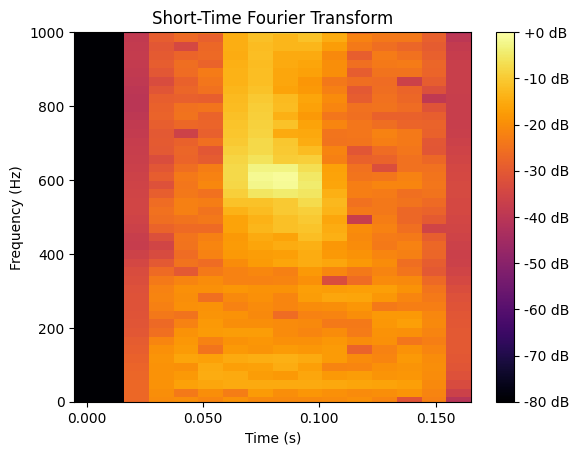 Short-Time Fourier Transform
1000
800
600
400
200
0
Frequency (Hz)
0.000
0.050
0.100
0.150
Time (s)
+0 dB
-10 dB
-20 dB
-30 dB
-40 dB
-50 dB
-60 dB
-70 dB
-80 dB